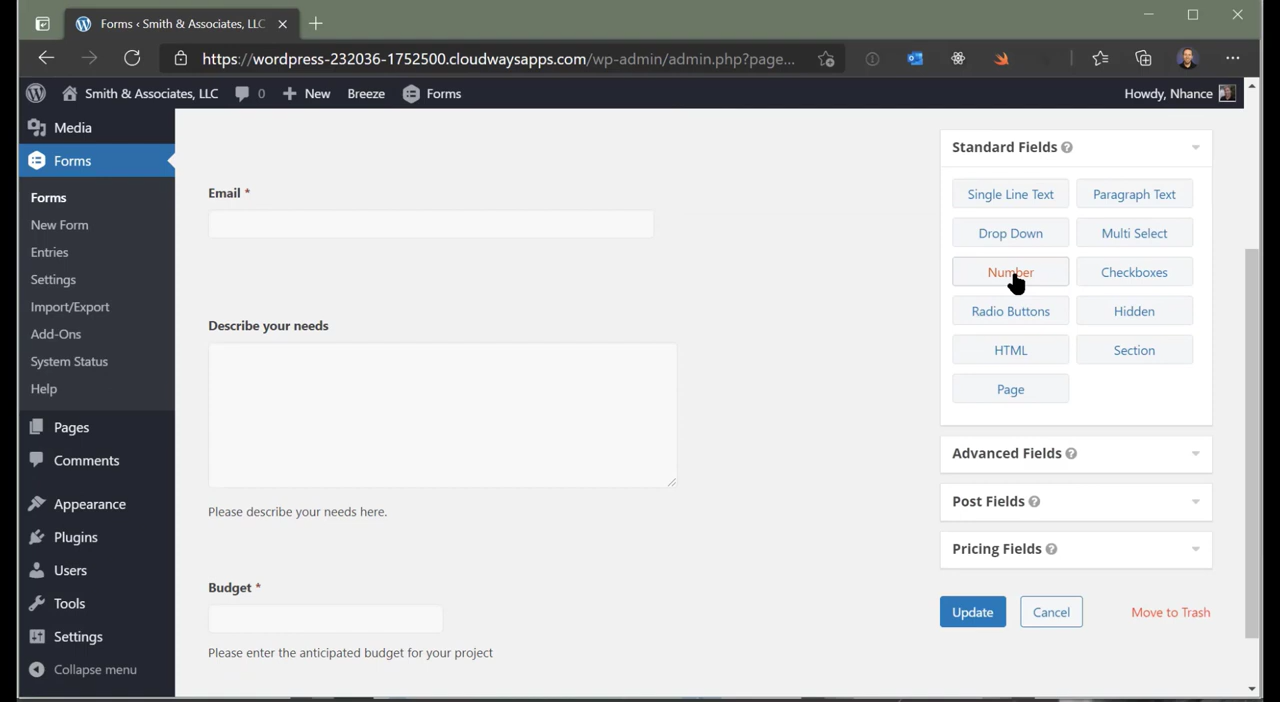 Forms ‹ Smith & Associates, LLC
https://wordpress-232036-1752500.cloudwaysapps.com/wp-admin/admin.php?page...
Smith & Associates, LLC 0 New Breeze Forms Howdy, Nhance
Media
Forms
Forms
New Form
Entries
Settings
Import/Export
Add-Ons
System Status
Help
Pages
Comments
Appearance
Plugins
Users
Tools
Settings
Collapse menu
Email *
Describe your needs
Please describe your needs here.
Budget *
Please enter the anticipated budget for your project
Standard Fields
Single Line Text Paragraph Text
Drop Down Multi Select
Number Checkboxes
Radio Buttons Hidden
HTML Section
Page
Advanced Fields
Post Fields
Pricing Fields
Update Cancel Move to Trash